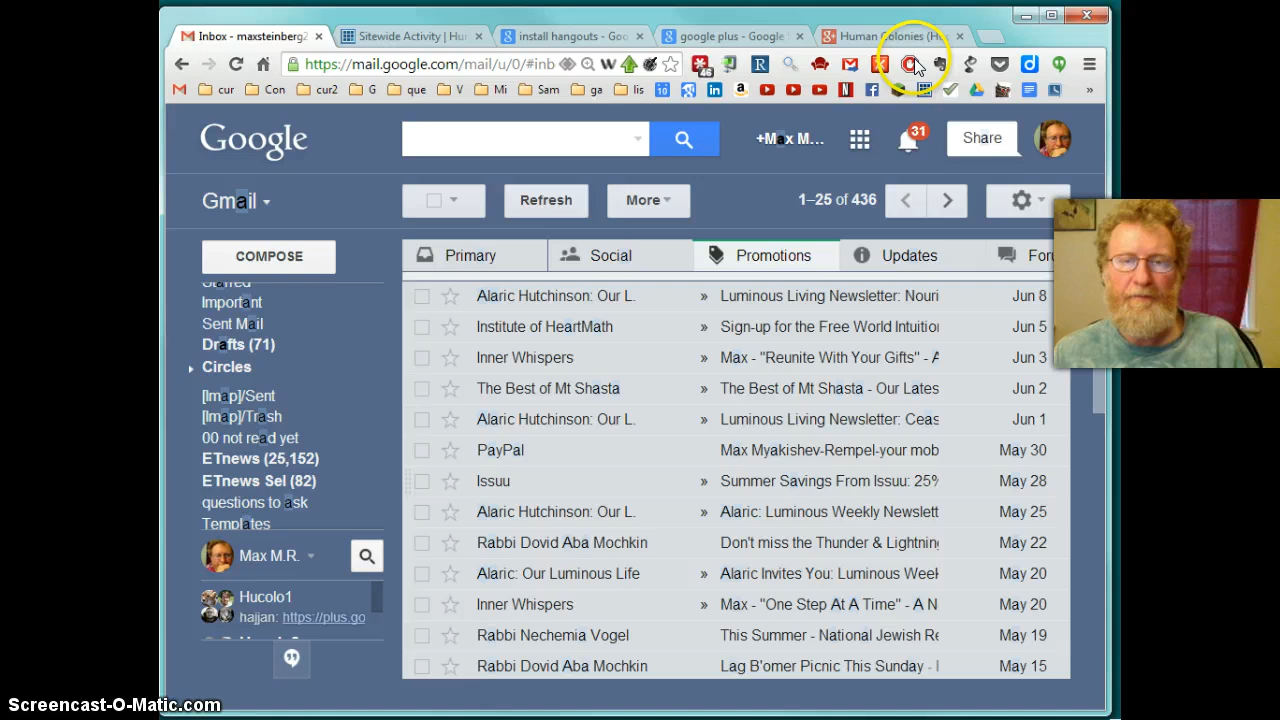 Inbox - maxsteinberg2
Sitewide Activity | Hu
install hangouts - Goo
google plus - Google
Human Colonies (Hu
https://mail.google.com/mail/u/0/#inb
W
46
R
cur
Con
cur2
G
que
V
Mi
Sam
ga
lis
10
»
Google
+Max M...
31
Share
Gmail
Refresh
More
1–25 of 436
COMPOSE
Primary
Social
Promotions
Updates
Foru
Starred
Important
Sent Mail
Drafts (71)
Circles
[Imap]/Sent
[Imap]/Trash
00 not read yet
ETnews (25,152)
ETnews Sel (82)
questions to ask
Templates
Max M.R.
Hucolo1
hajjan: https://plus.go
Alaric Hutchinson: Our L. » Luminous Living Newsletter: Nouri Jun 8
Institute of HeartMath » Sign-up for the Free World Intuition Jun 5
Inner Whispers » Max - "Reunite With Your Gifts" - A Jun 3
The Best of Mt Shasta » The Best of Mt Shasta - Our Lates Jun 2
Alaric Hutchinson: Our L. » Luminous Living Newsletter: Ceas Jun 1
PayPal Max Myakishev-Rempel-your mob May 30
Issuu » Summer Savings From Issuu: 25% May 28
Alaric Hutchinson: Our L. » Alaric: Luminous Weekly Newslett May 25
Rabbi Dovid Aba Mochkin Don't miss the Thunder & Lightning May 22
Alaric: Our Luminous Life » Alaric Invites You: Luminous Week May 20
Inner Whispers » Max - "One Step At A Time" - A N May 20
Rabbi Nechemia Vogel This Summer - National Jewish Re May 19
Rabbi Dovid Aba Mochkin Lag B'omer Picnic This Sunday - May 15
Screencast-O-Matic.com